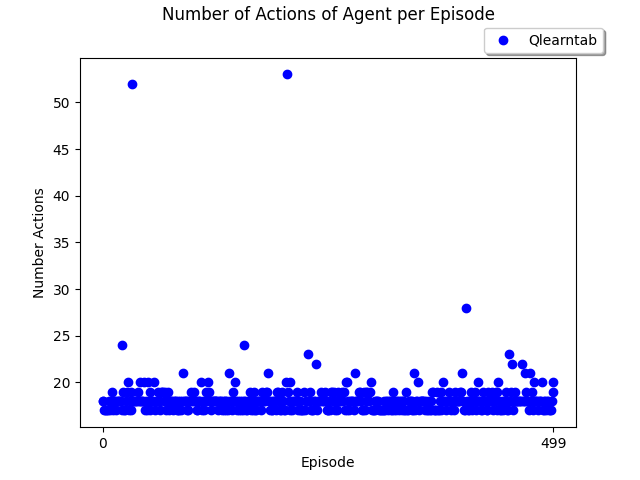 Number of Actions of Agent per Episode
Qlearntab
50
45
40
35
30
25
20
Number Actions
0
499
Episode